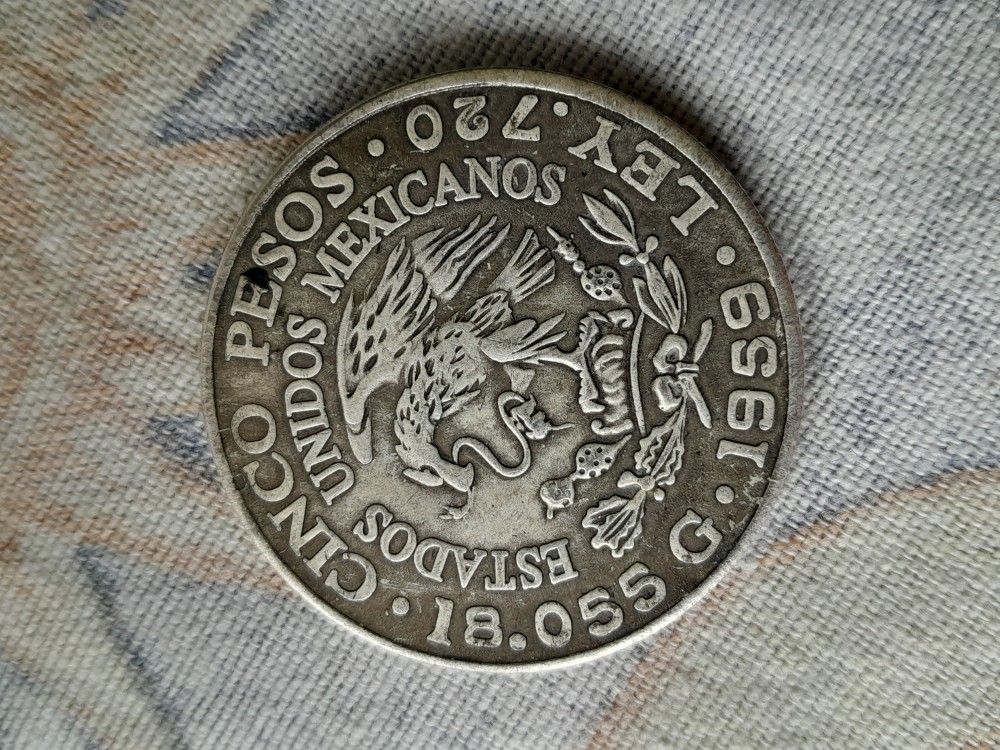 ESTADOS UNIDOS MEXICANOS
CINCO PESOS · 18.055 G · 1959 · LEY .720 ·